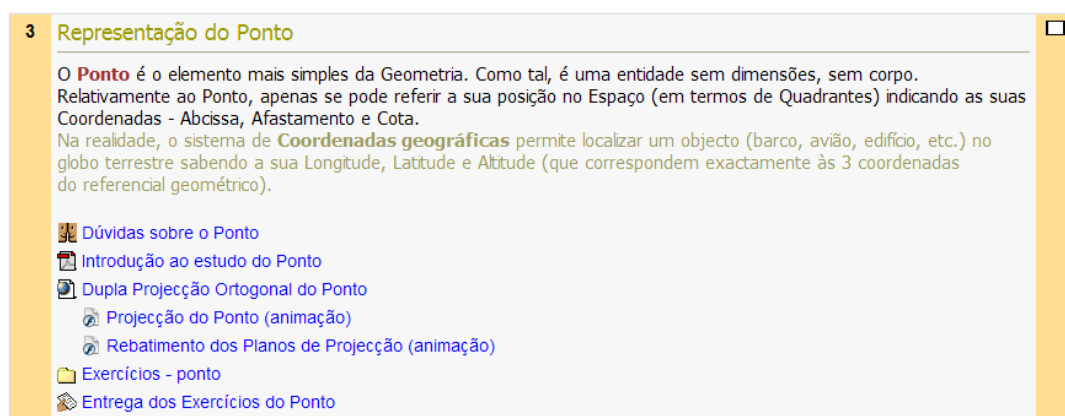 3 Representação do Ponto
O Ponto é o elemento mais simples da Geometria. Como tal, é uma entidade sem dimensões, sem corpo.
Relativamente ao Ponto, apenas se pode referir a sua posição no Espaço (em termos de Quadrantes) indicando as suas
Coordenadas - Abcissa, Afastamento e Cota.
Na realidade, o sistema de Coordenadas geográficas permite localizar um objecto (barco, avião, edifício, etc.) no
globo terrestre sabendo a sua Longitude, Latitude e Altitude (que correspondem exactamente às 3 coordenadas
do referencial geométrico).
Dúvidas sobre o Ponto
Introdução ao estudo do Ponto
Dupla Projecção Ortogonal do Ponto
Projecção do Ponto (animação)
Rebatimento dos Planos de Projecção (animação)
Exercícios - ponto
Entrega dos Exercícios do Ponto